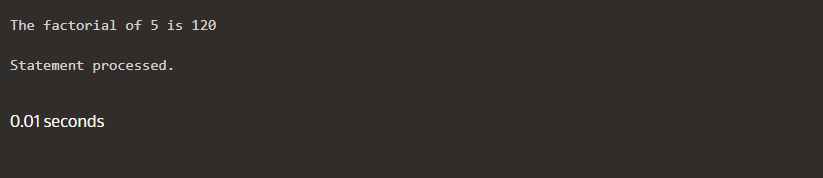 The factorial of 5 is 120
Statement processed.
0.01 seconds